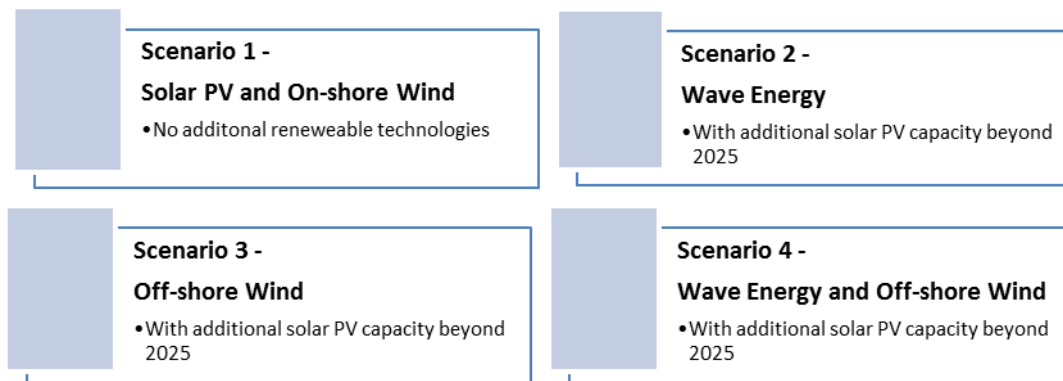 Scenario 1 -
Solar PV and On-shore Wind
•No additonal reneweable technologies
Scenario 2 -
Wave Energy
•With additional solar PV capacity beyond
2025
Scenario 3 -
Off-shore Wind
•With additional solar PV capacity beyond
2025
Scenario 4 -
Wave Energy and Off-shore Wind
•With additional solar PV capacity beyond
2025